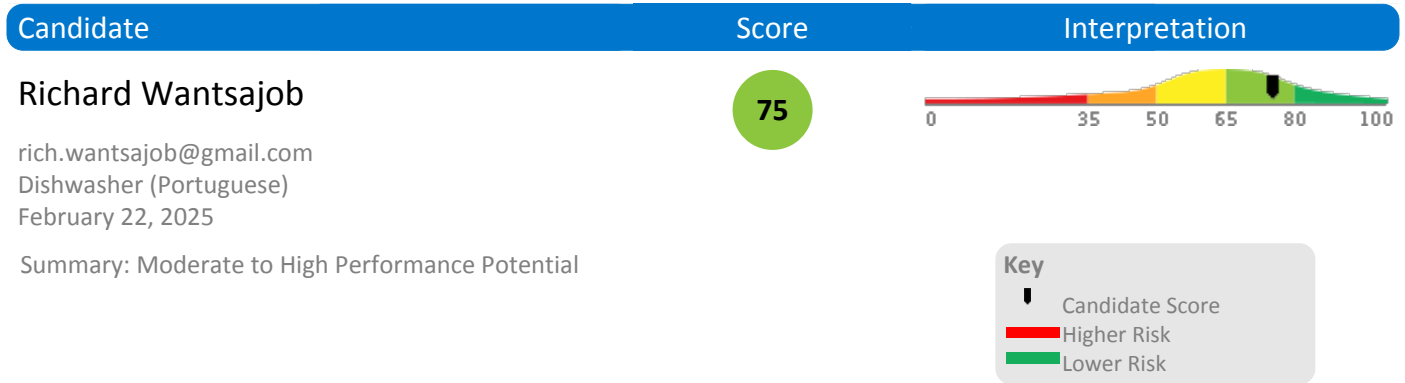 Candidate Score Interpretation
Richard Wantsajob
75
0 35 50 65 80 100
rich.wantsajob@gmail.com
Dishwasher (Portuguese)
February 22, 2025
Summary: Moderate to High Performance Potential
Key
Candidate Score
Higher Risk
Lower Risk